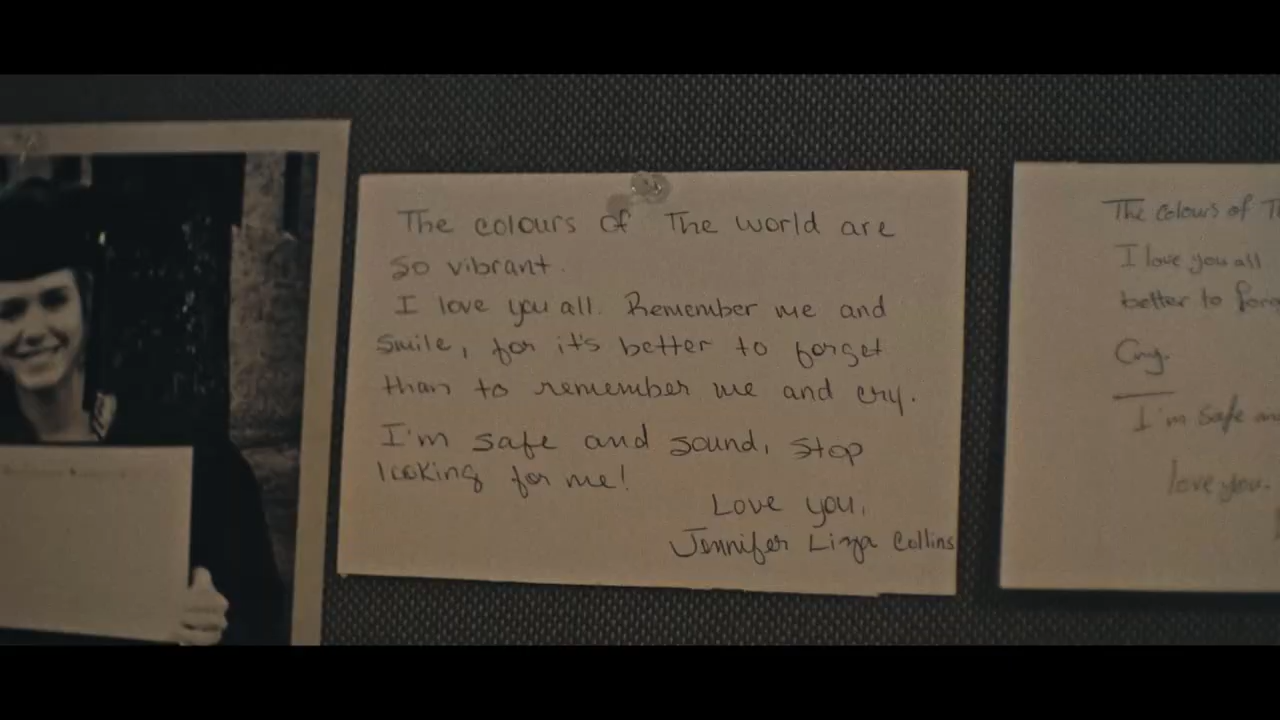 The colours of The world are
so vibrant.
I love you all. Remember me and
smile, for it's better to forget
than to remember me and cry.
I'm safe and sound, stop
looking for me!
Love you,
Jennifer Liza Collins
The colours of
I love you all
better to
Cry.
I'm safe
love you.